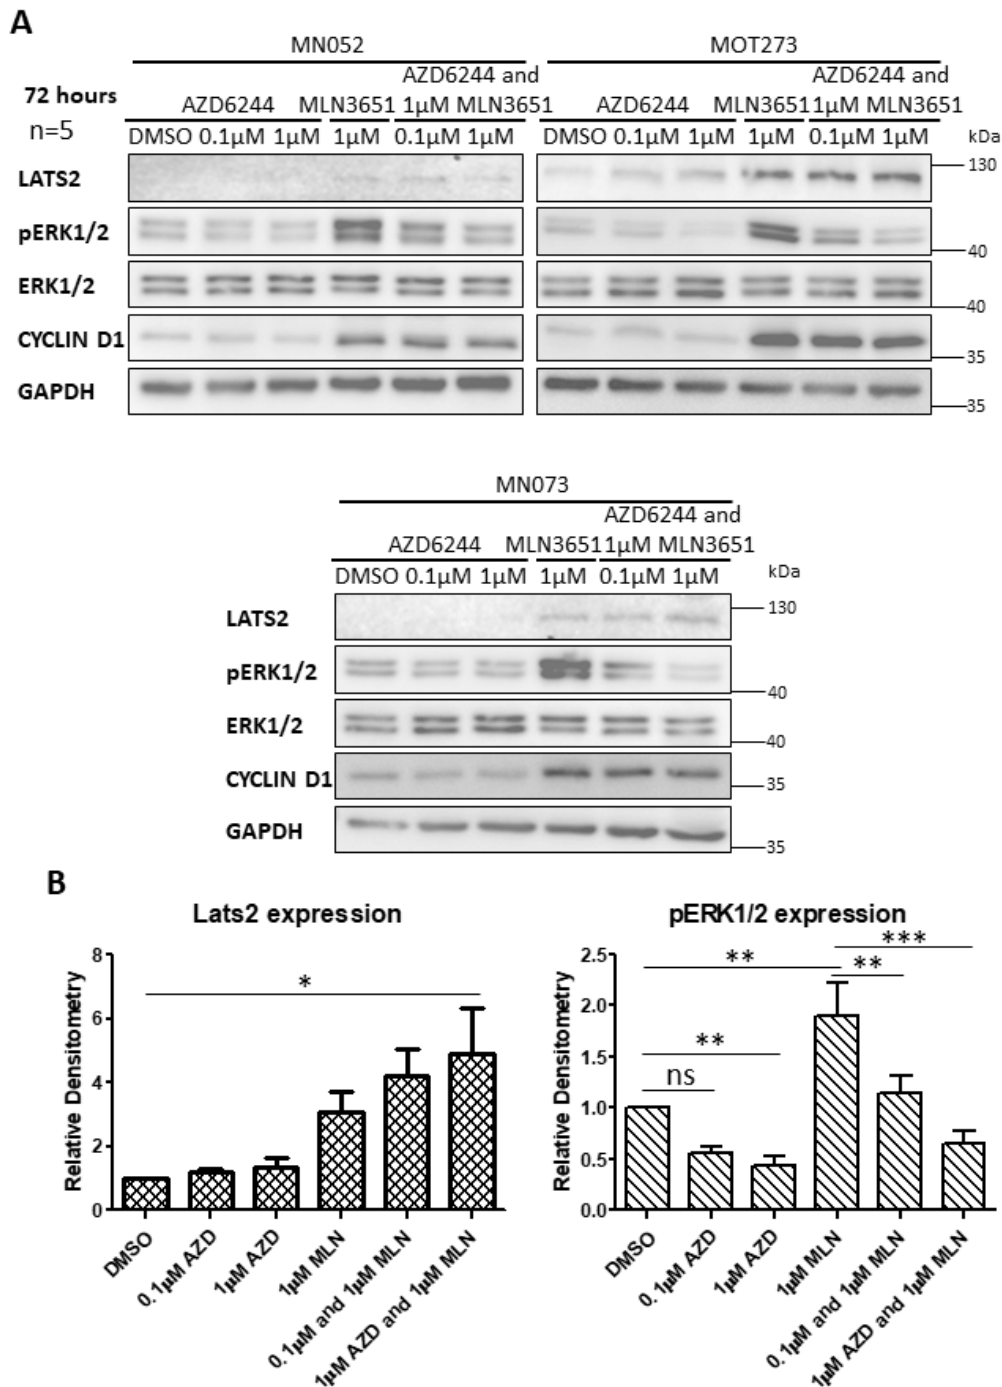 A
MN052 MOT273
72 hours AZD6244 MLN3651 AZD6244 and 1µM MLN3651 AZD6244 MLN3651 AZD6244 and 1µM MLN3651
n=5 DMSO 0.1µM 1µM 1µM 0.1µM 1µM DMSO 0.1µM 1µM 1µM 0.1µM 1µM kDa
LATS2 130
pERK1/2 40
ERK1/2 40
CYCLIN D1 35
GAPDH 35
MN073
AZD6244 MLN3651 AZD6244 and 1µM MLN3651
DMSO 0.1µM 1µM 1µM 0.1µM 1µM kDa
LATS2 130
pERK1/2 40
ERK1/2 40
CYCLIN D1 35
GAPDH 35
B
Lats2 expression
Relative Densitometry
8
6
4
2
0
*
DMSO
0.1µM AZD
1µM AZD
1µM MLN
0.1µM and 1µM MLN
1µM AZD and 1µM MLN
pERK1/2 expression
Relative Densitometry
2.5
2.0
1.5
1.0
0.5
0.0
ns
**
**
**
***
DMSO
0.1µM AZD
1µM AZD
1µM MLN
0.1µM and 1µM MLN
1µM AZD and 1µM MLN